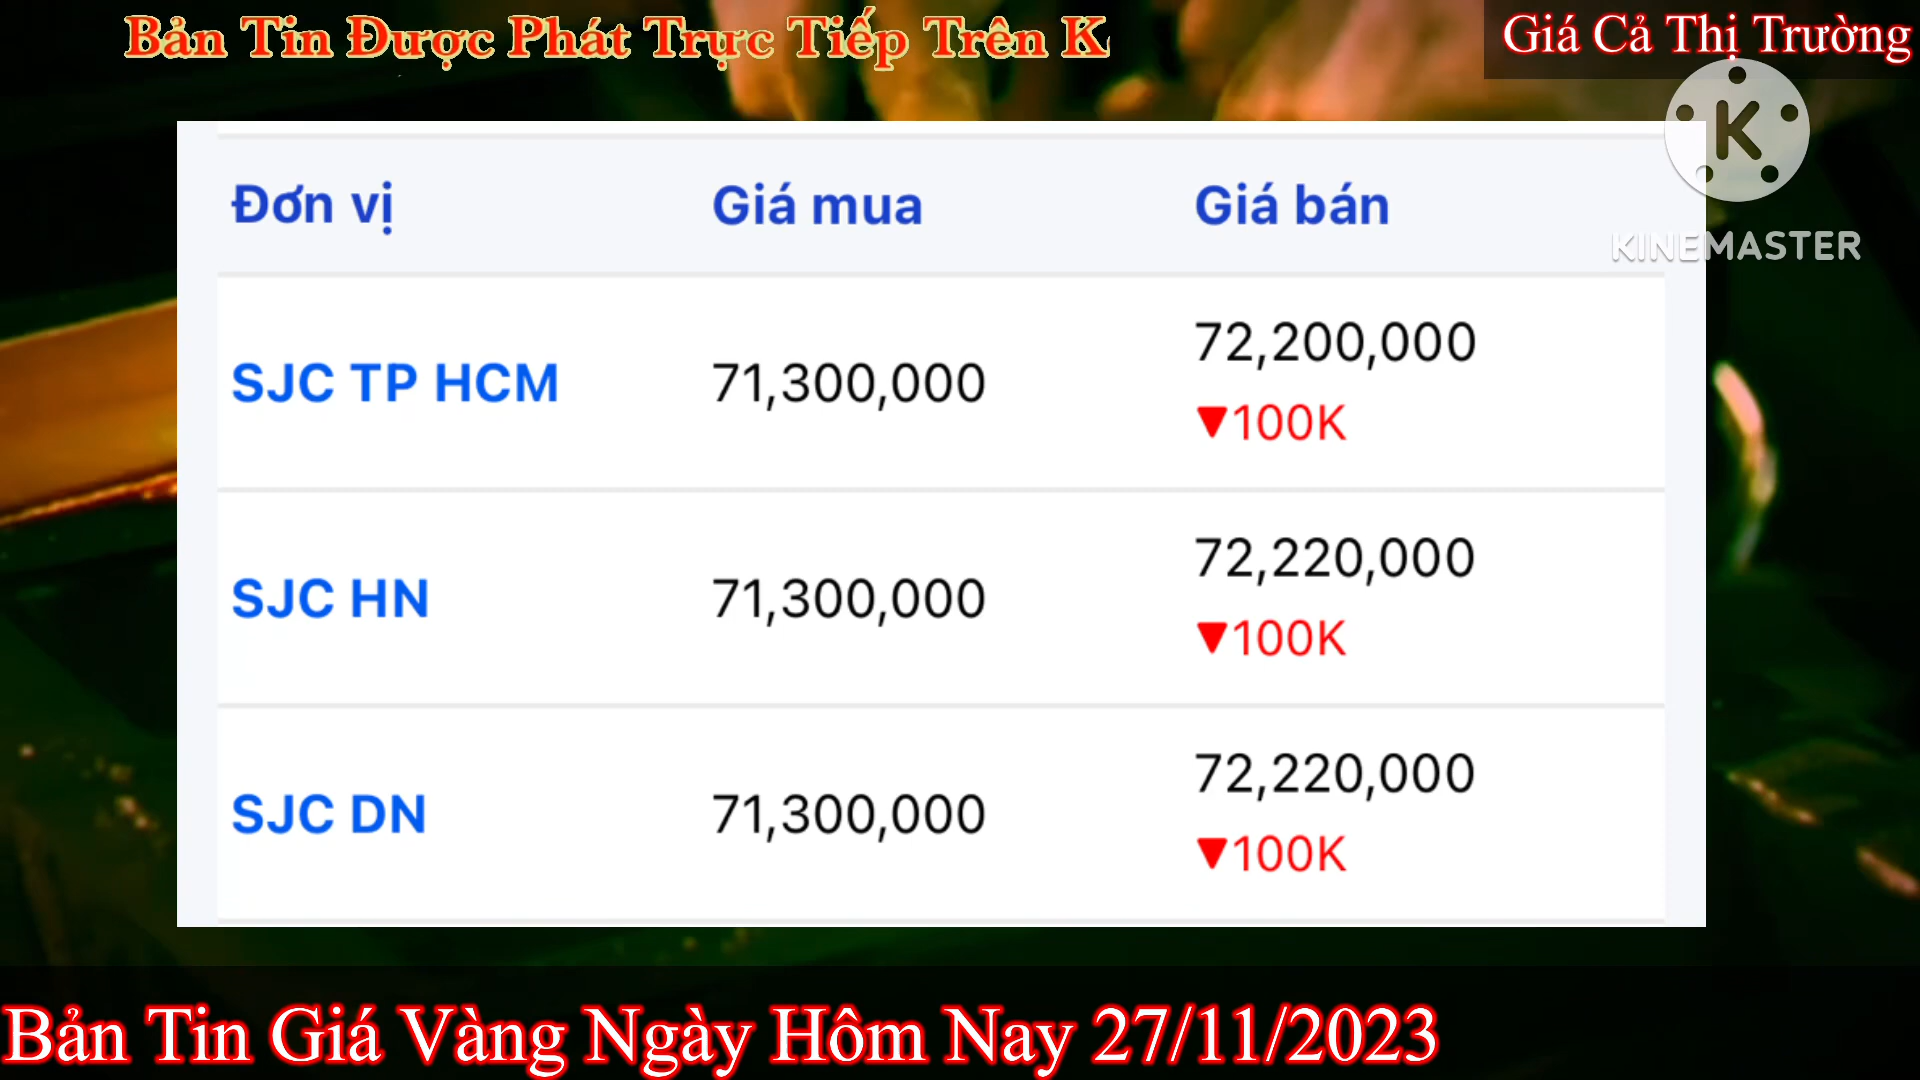 Bản Tin Được Phát Trực Tiếp Trên K
Giá Cả Thị Trường
K
KINEMASTER
Đơn vị Giá mua Giá bán
SJC TP HCM 71,300,000 72,200,000
▼100K
SJC HN 71,300,000 72,220,000
▼100K
SJC DN 71,300,000 72,220,000
▼100K
Bản Tin Giá Vàng Ngày Hôm Nay 27/11/2023